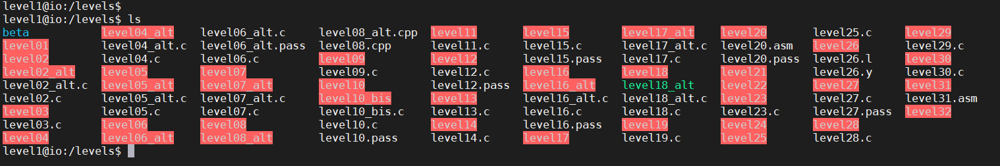 level1@io:/levels$
level1@io:/levels$ ls
beta level04_alt level06_alt.c level08_alt.cpp level11 level15 level17_alt level20 level25.c level29
level01 level04_alt.c level06_alt.pass level08.cpp level11.c level15.c level17_alt.c level20.asm level26 level29.c
level02 level04.c level06.c level09 level12 level15.pass level17.c level20.pass level26.l level30
level02_alt level05 level07 level09.c level12.c level16 level18 level21 level26.y level30.c
level02_alt.c level05_alt level07_alt level10 level12.pass level16_alt level18_alt level22 level27 level31
level02.c level05_alt.c level07_alt.c level10_bis level13 level16_alt.c level18_alt.c level23 level27.c level31.asm
level03 level05.c level07.c level10_bis.c level13.c level16.c level18.c level23.c level27.pass level32
level03.c level06 level08 level10.c level14 level16.pass level19 level24 level28
level04 level06_alt level08_alt level10.pass level14.c level17 level19.c level25 level28.c
level1@io:/levels$